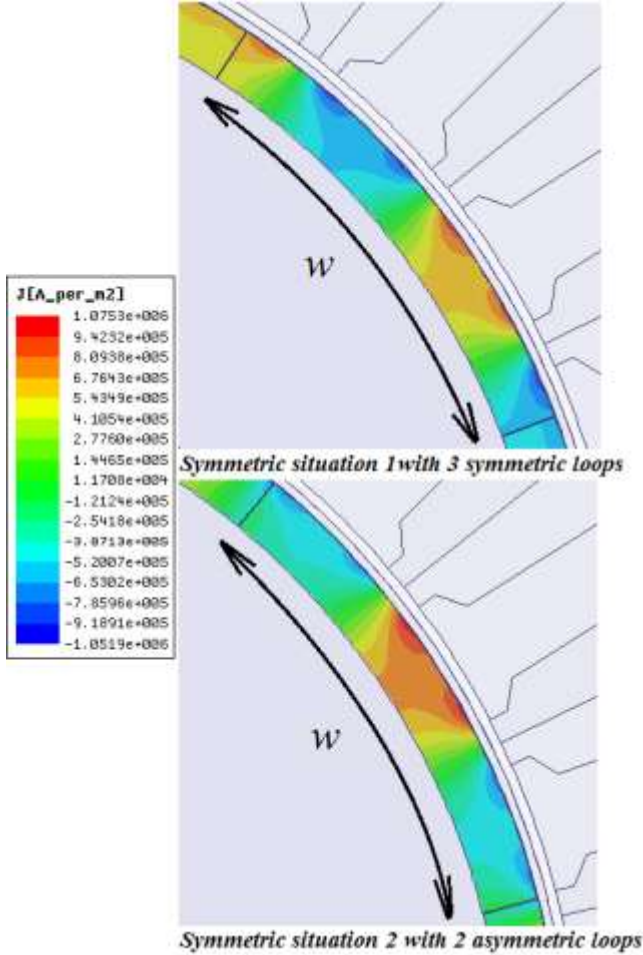 w
J[A_per_m2]
1.0753e+006
9.4232e+005
8.0938e+005
6.7643e+005
5.4349e+005
4.1054e+005
2.7760e+005
1.4465e+005
1.1708e+004
-1.2124e+005
-2.5418e+005
-3.8713e+005
-5.2007e+005
-6.5302e+005
-7.8596e+005
-9.1891e+005
-1.0519e+006
Symmetric situation 1with 3 symmetric loops
w
Symmetric situation 2 with 2 asymmetric loops